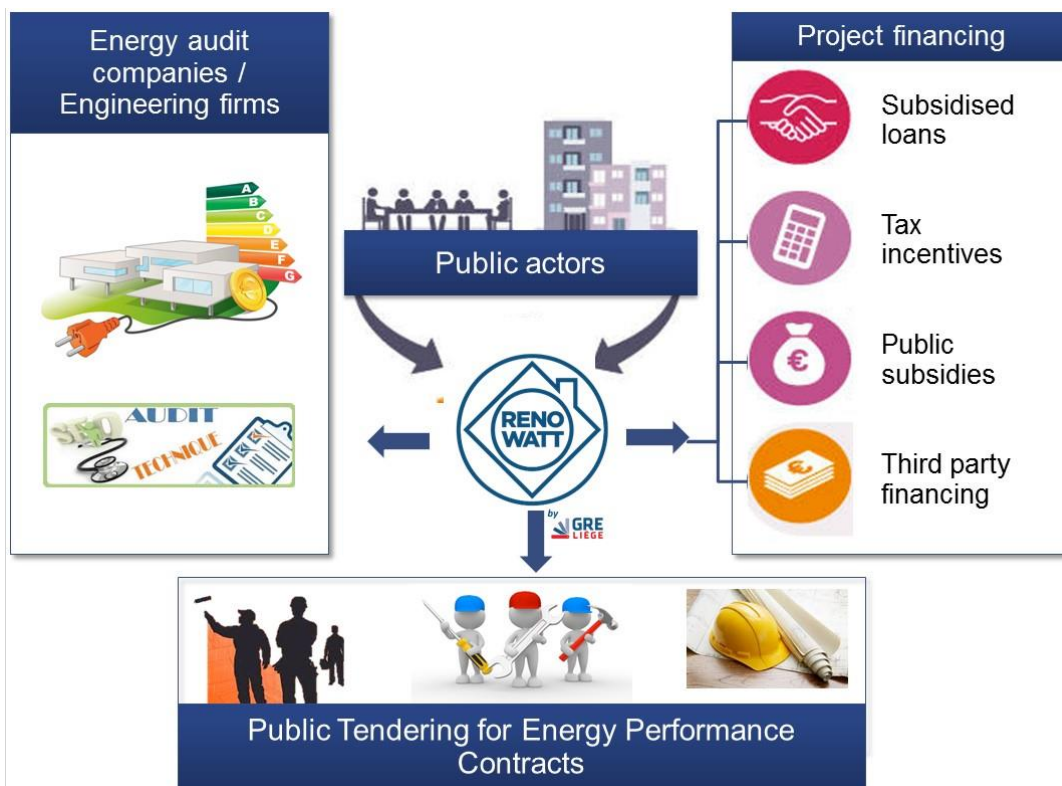 Energy audit
companies /
Engineering firms
A
B
C
D
E
F
G
SEO
AUDIT
TECHNIQUE
Public actors
RENO
WATT
by
GRE
LIEGE
Project financing
Subsidised
loans
Tax
incentives
€
Public
subsidies
€
Third party
financing
Public Tendering for Energy Performance
Contracts